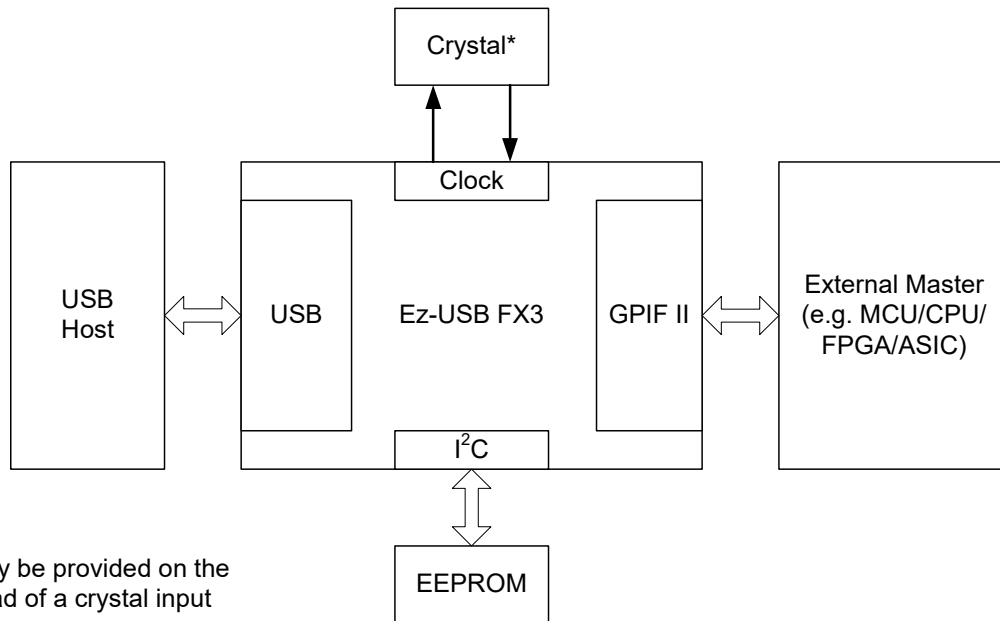 Crystal*
Clock
USB
Host
USB
Ez-USB FX3
GPIF II
External Master
(e.g. MCU/CPU/
FPGA/ASIC)
I²C
EEPROM
be provided on the
of a crystal input